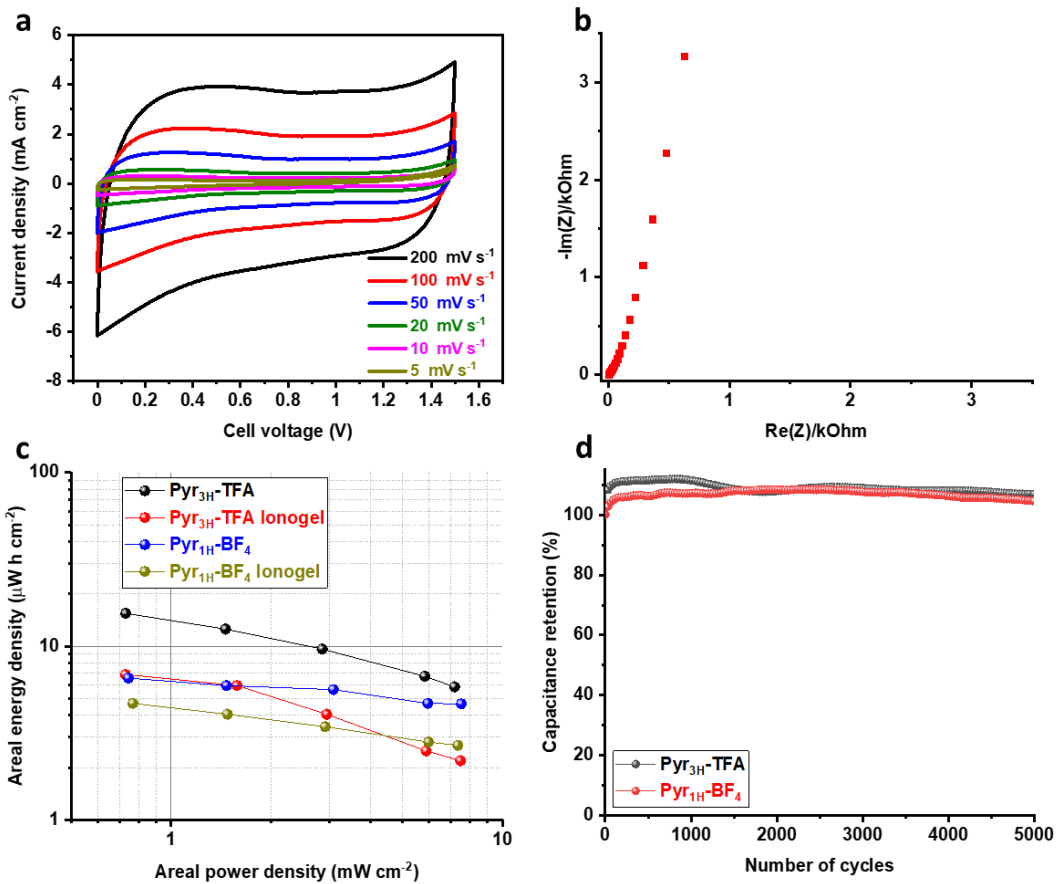 a
Current density (mA cm⁻²)
6
4
2
0
-2
-4
-6
-8
0
0.2
0.4
0.6
0.8
1.0
1.2
1.4
1.6
Cell voltage (V)
200 mV s⁻¹
100 mV s⁻¹
50 mV s⁻¹
20 mV s⁻¹
10 mV s⁻¹
5 mV s⁻¹
b
-Im(Z)/kOhm
3
2
1
0
0
1
2
3
Re(Z)/kOhm
c
Areal energy density (μW h cm⁻²)
100
10
1
1
10
Areal power density (mW cm⁻²)
Pyr₃H-TFA
Pyr₃H-TFA Ionogel
Pyr₁H-BF₄
Pyr₁H-BF₄ Ionogel
d
Capacitance retention (%)
100
80
60
40
20
0
0
1000
2000
3000
4000
5000
Number of cycles
Pyr₃H-TFA
Pyr₁H-BF₄